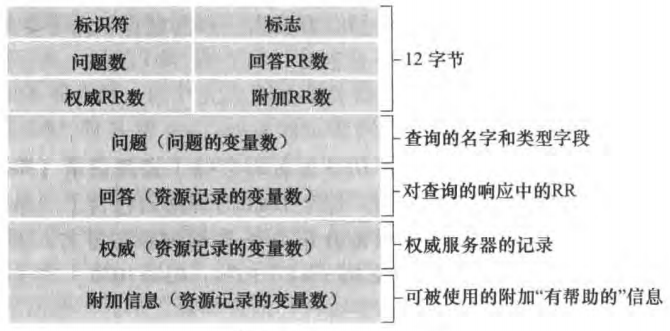 标识符 标志
问题数 回答RR数 12字节
权威RR数 附加RR数
问题（问题的变量数） 查询的名字和类型字段
回答（资源记录的变量数） 对查询的响应中的RR
权威（资源记录的变量数） 权威服务器的记录
附加信息（资源记录的变量数） 可被使用的附加“有帮助的”信息